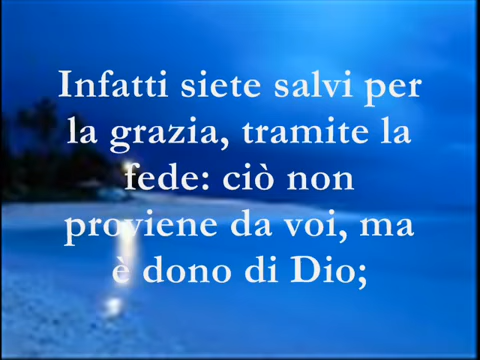 Infatti siete salvi per
la grazia, tramite la
fede: ciò non
proviene da voi, ma
è dono di Dio;